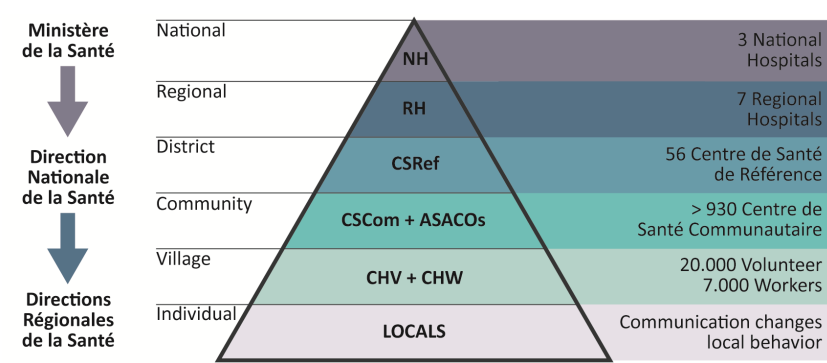 Ministère
de la Santé
Direction
Nationale
de la Santé
Directions
Régionales
de la Santé
National
NH
3 National
Hospitals
Regional
RH
7 Regional
Hospitals
District
CSRef
56 Centre de Santé
de Référence
Community
CSCom + ASACOs
> 930 Centre de
Santé Communautaire
Village
CHV + CHW
20.000 Volunteer
7.000 Workers
Individual
LOCALS
Communication changes
local behavior